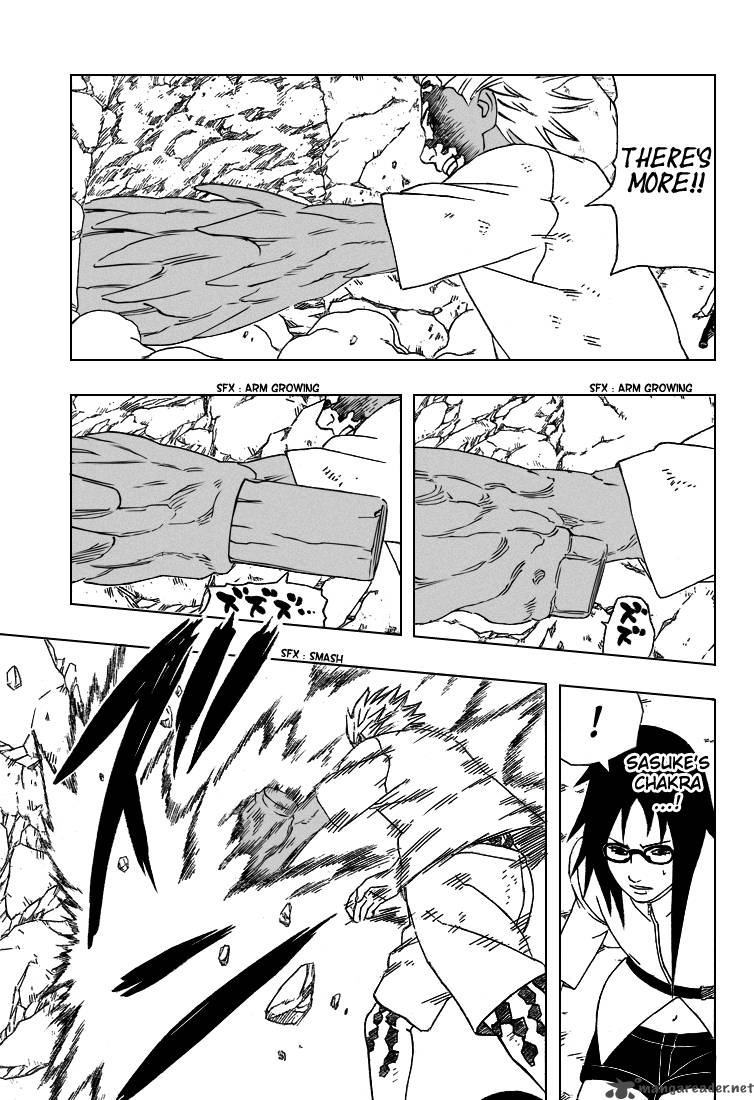 THERE'S
MORE!!
SFX : ARM GROWING
SFX : ARM GROWING
ズズ
ズズズ...
SFX : SMASH
!
SASUKE'S
CHAKRA
....!
mangareader.net